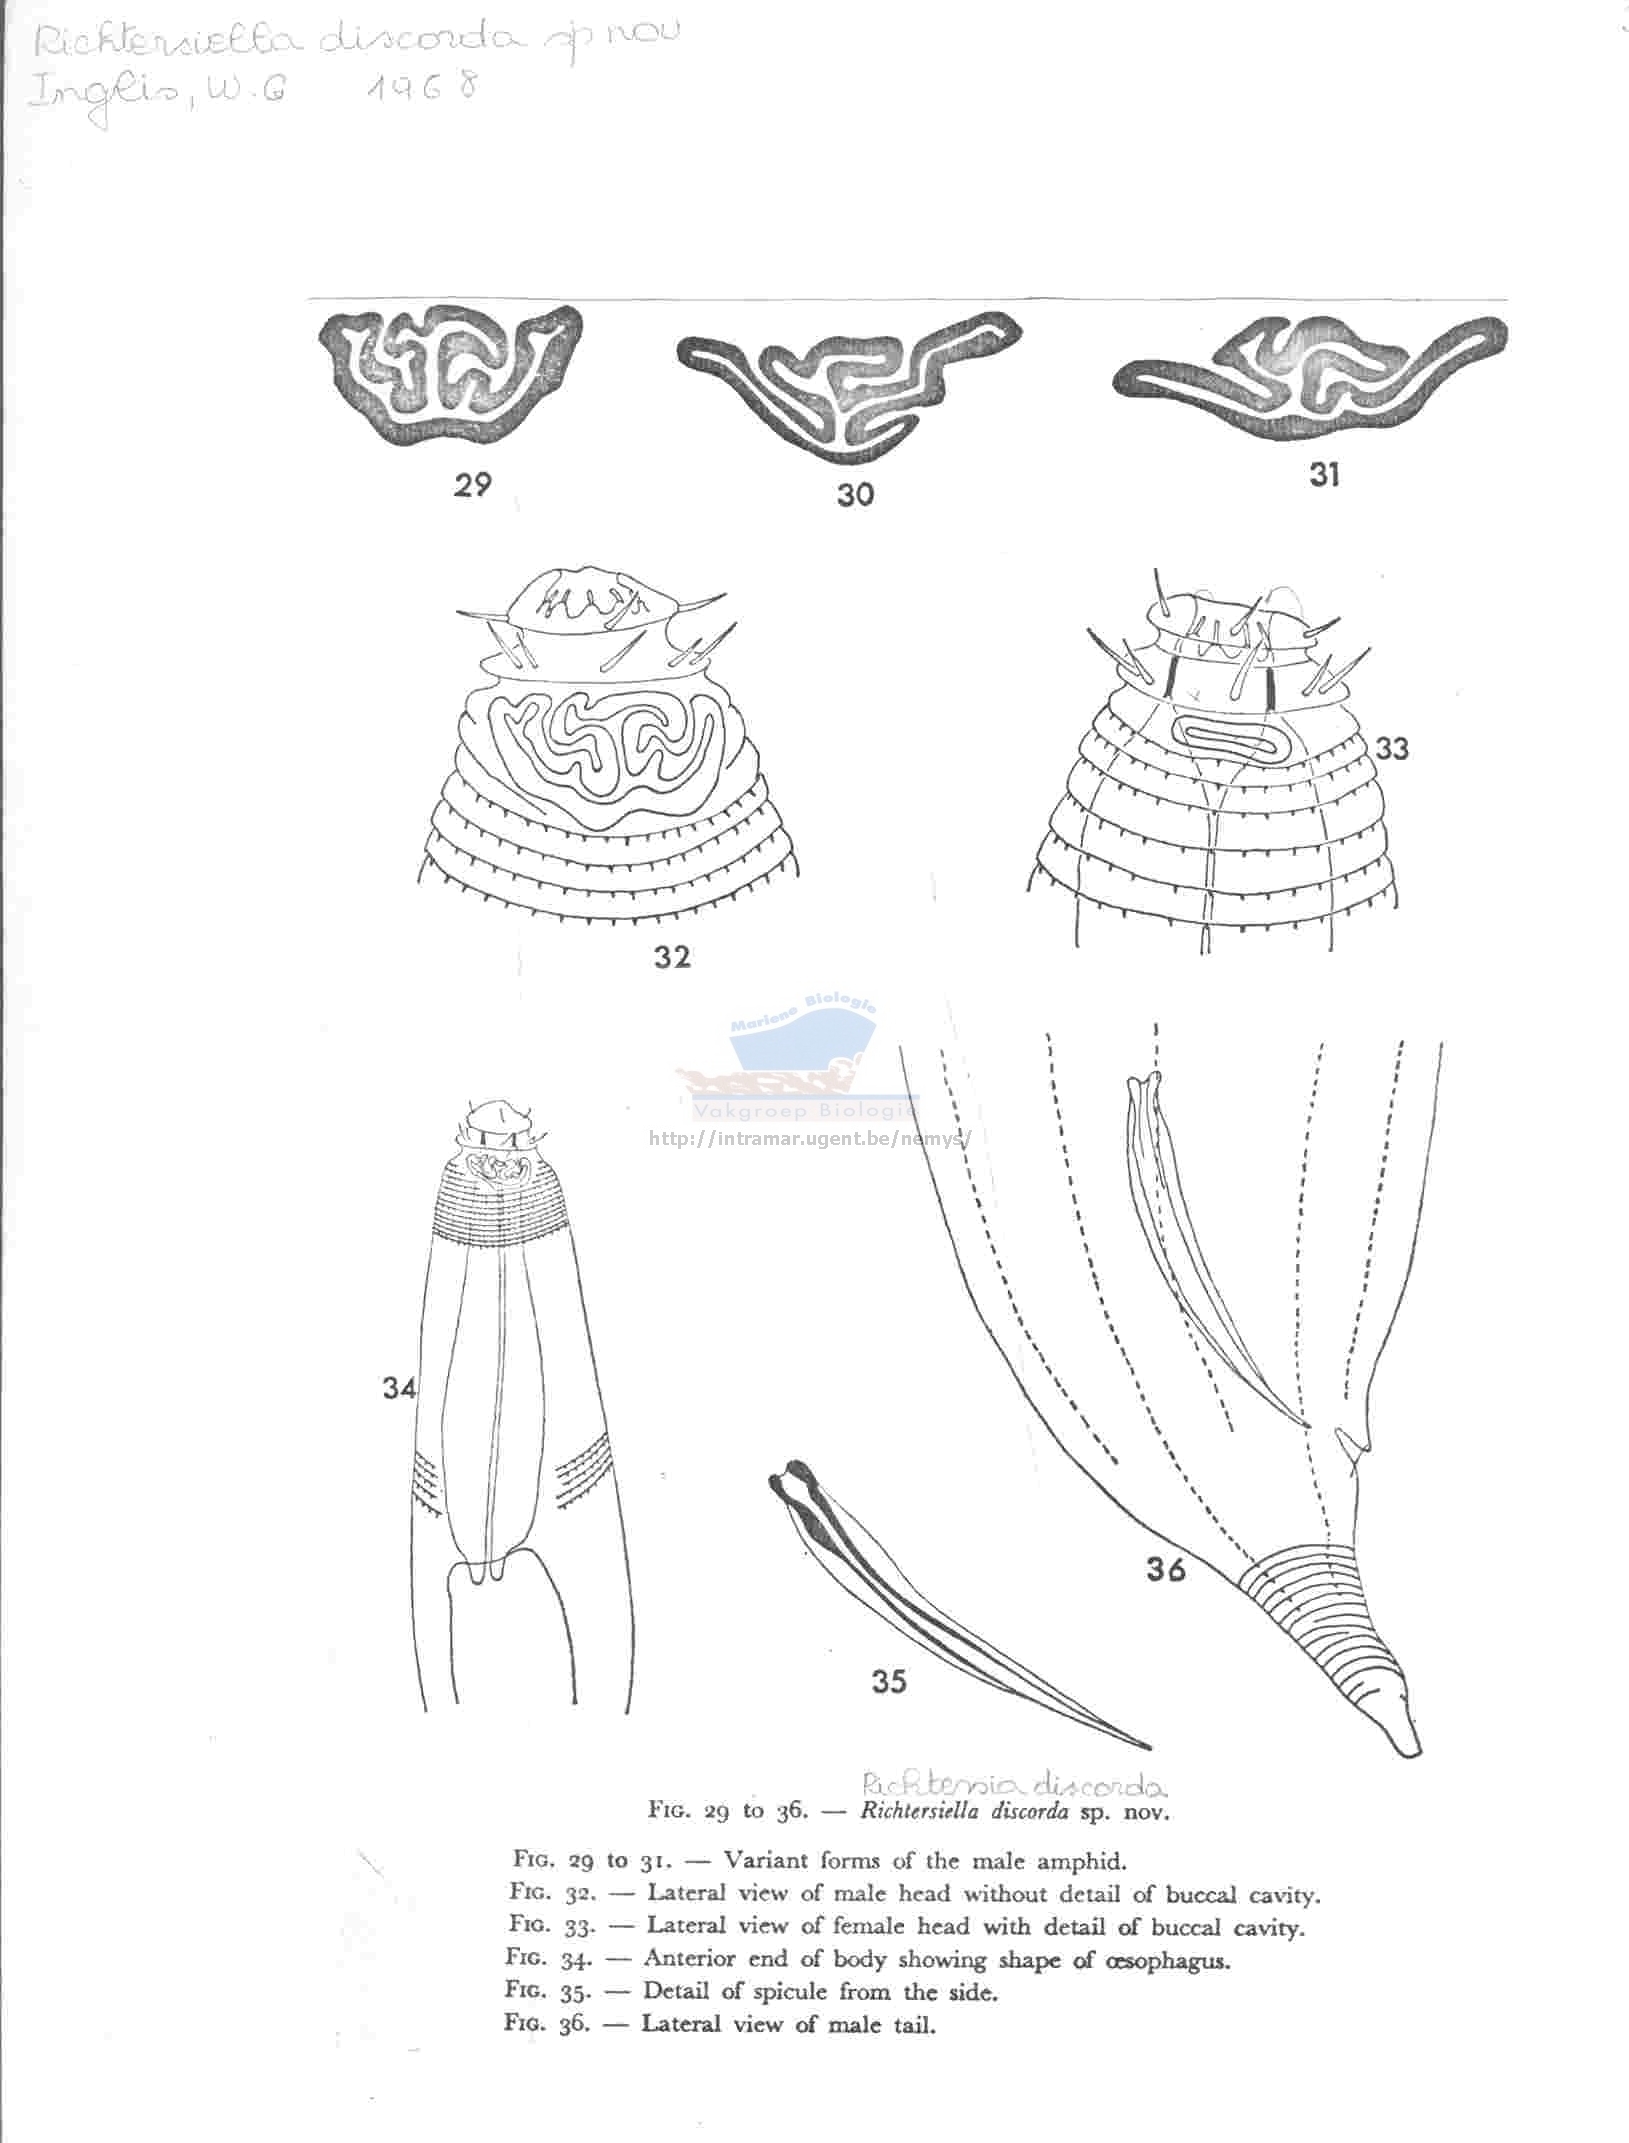 Richtersiella discorda sp nov
Inglis, W.G 1968
29
30
31
32
33
Mariene Biologie
Vakgroep Biologie
http://intramar.ugent.be/nemys/
34
35
36
Richtersia discorda
FIG. 29 to 36. — Richtersiella discorda sp. nov.
FIG. 29 to 31. — Variant forms of the male amphid.
FIG. 32. — Lateral view of male head without detail of buccal cavity.
FIG. 33. — Lateral view of female head with detail of buccal cavity.
FIG. 34. — Anterior end of body showing shape of œsophagus.
FIG. 35. — Detail of spicule from the side.
FIG. 36. — Lateral view of male tail.